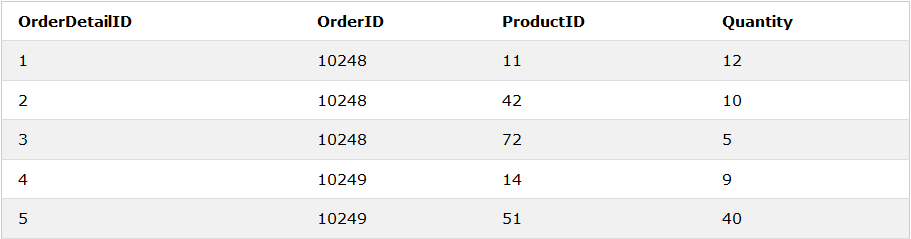 OrderDetailID OrderID ProductID Quantity
1 10248 11 12
2 10248 42 10
3 10248 72 5
4 10249 14 9
5 10249 51 40